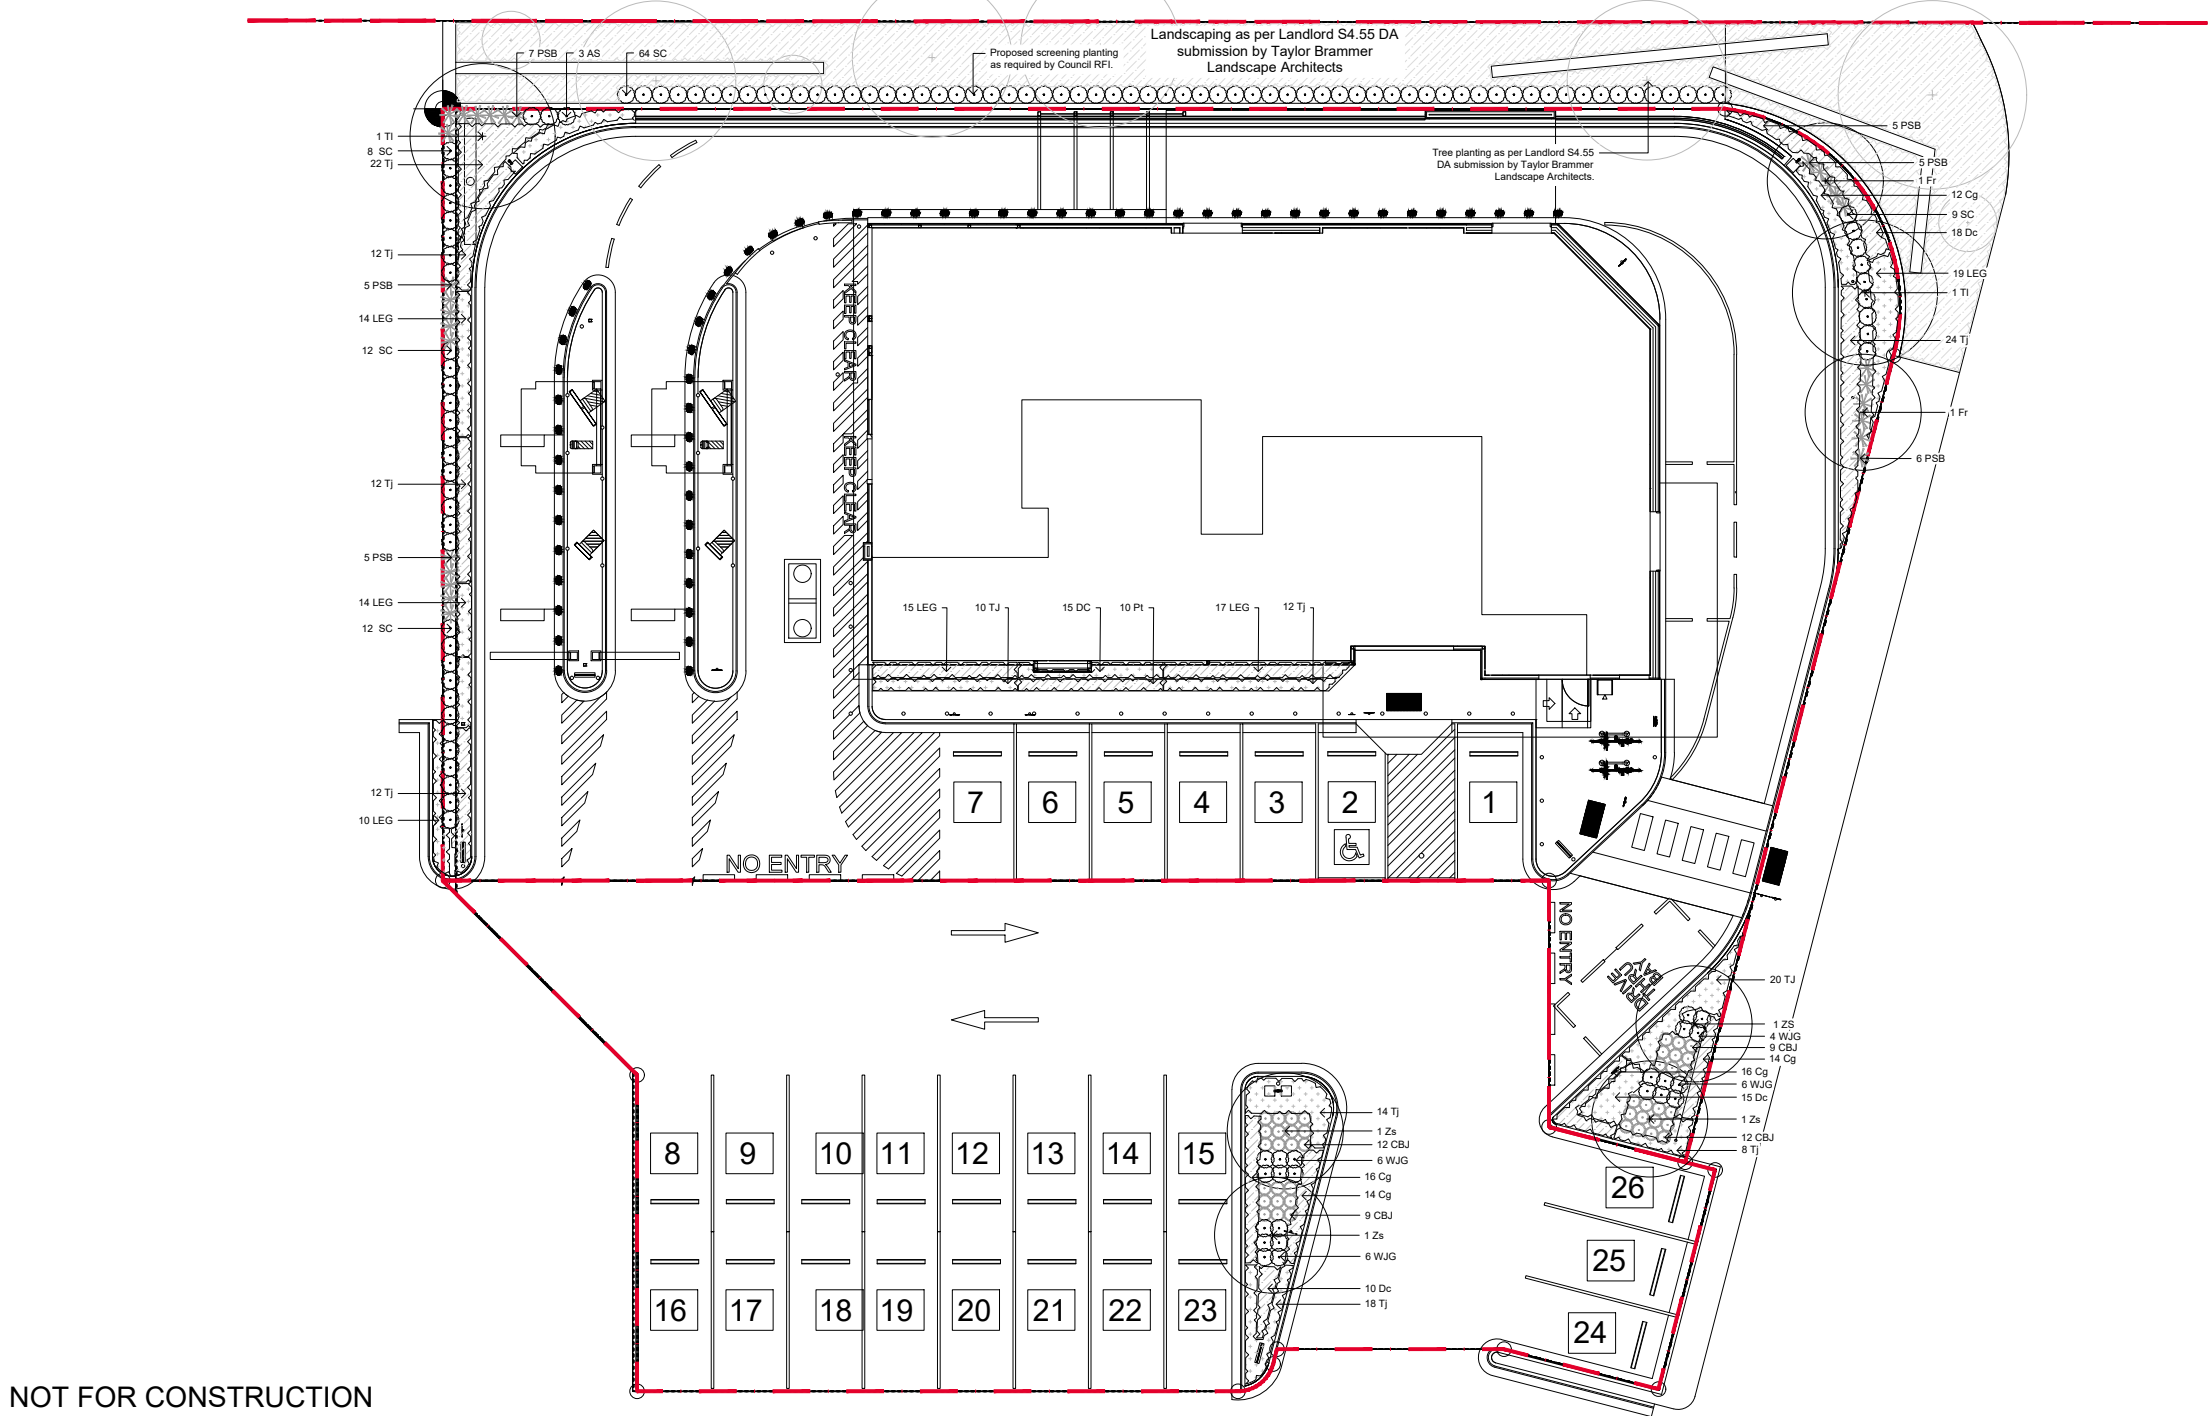 Landscaping as per Landlord S4.55 DA
submission by Taylor Brammer
Landscape Architects
7 PSB
3 AS
64 SC
Proposed screening planting
as required by Council RFI.
Tree planting as per Landlord S4.55
DA submission by Taylor Brammer
Landscape Architects.
1 Tl
8 SC
22 Tj
12 Tj
5 PSB
14 LEG
12 SC
12 Tj
5 PSB
14 LEG
12 SC
12 Tj
10 LEG
5 PSB
5 PSB
1 Fr
12 Cg
9 SC
18 Dc
19 LEG
1 Tl
24 Tj
1 Fr
6 PSB
KEEP CLEAR
KEEP CLEAR
15 LEG
10 TJ
15 DC
10 Pt
17 LEG
12 Tj
7
6
5
4
3
2
1
NO ENTRY
NO ENTRY
DRIVE
THRU
BAY
20 TJ
1 ZS
4 WJG
9 CBJ
14 Cg
16 Cg
6 WJG
15 Dc
1 Zs
12 CBJ
8 Tj
14 Tj
1 Zs
12 CBJ
6 WJG
16 Cg
14 Cg
9 CBJ
1 Zs
6 WJG
10 Dc
18 Tj
8
9
10
11
12
13
14
15
16
17
18
19
20
21
22
23
26
25
24
NOT FOR CONSTRUCTION